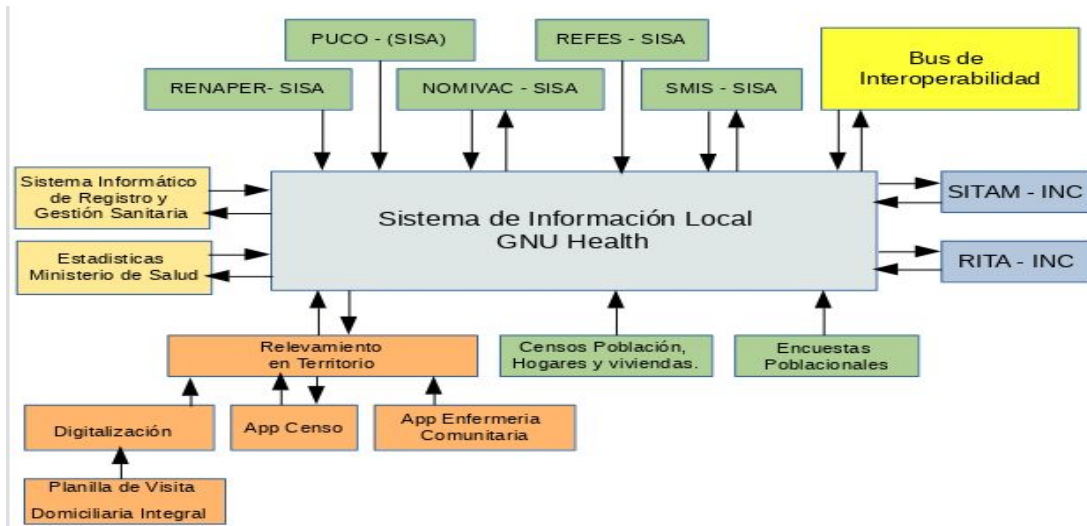 PUCO - (SISA)
REFES - SISA
Bus de
Interoperabilidad
RENAPER- SISA
NOMIVAC - SISA
SMIS - SISA
Sistema Informático
de Registro y
Gestión Sanitaria
Sistema de Información Local
GNU Health
SITAM - INC
Estadisticas
Ministerio de Salud
RITA - INC
Relevamiento
en Territorio
Censos Población,
Hogares y viviendas.
Encuestas
Poblacionales
Digitalización
App Censo
App Enfermeria
Comunitaria
Planilla de Visita
Domiciliaria Integral